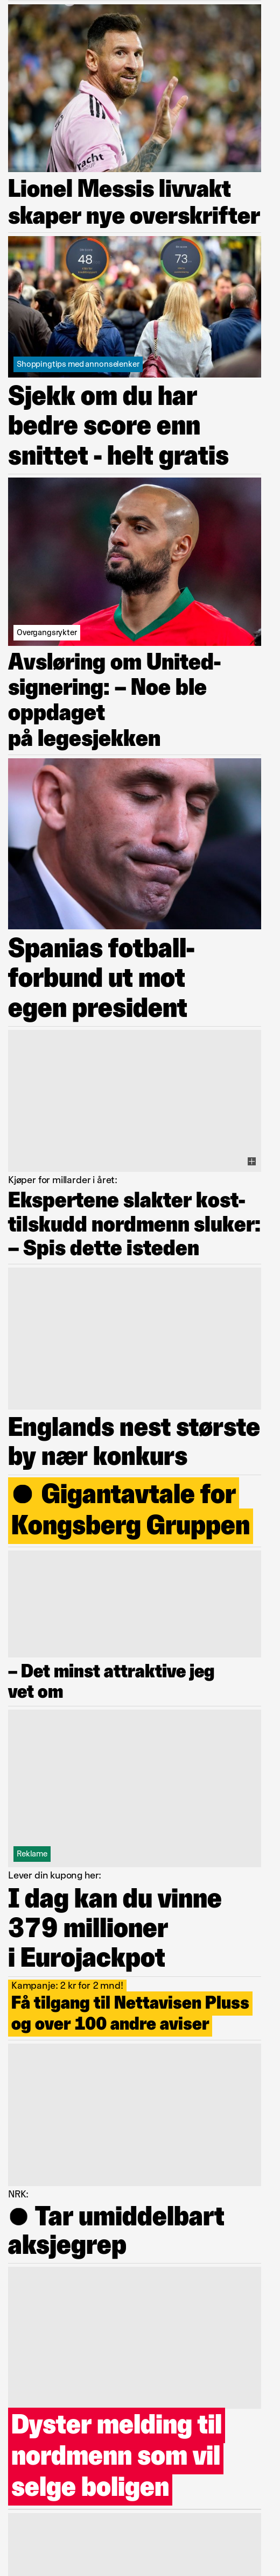 racht
Lionel Messis livvakt
skaper nye overskrifter
48
73
Shoppingtips med annonselenker
Sjekk om du har
bedre score enn
snittet - helt gratis
Overgangsrykter
Avsløring om United-
signering: – Noe ble
oppdaget
på legesjekken
Spanias fotball-
forbund ut mot
egen president
Kjøper for millarder i året:
Ekspertene slakter kost-
tilskudd nordmenn sluker:
– Spis dette isteden
Englands nest største
by nær konkurs
● Gigantavtale for
Kongsberg Gruppen
– Det minst attraktive jeg
vet om
Reklame
Lever din kupong her:
I dag kan du vinne
379 millioner
i Eurojackpot
Kampanje: 2 kr for 2 mnd!
Få tilgang til Nettavisen Pluss
og over 100 andre aviser
NRK:
● Tar umiddelbart
aksjegrep
Dyster melding til
nordmenn som vil
selge boligen